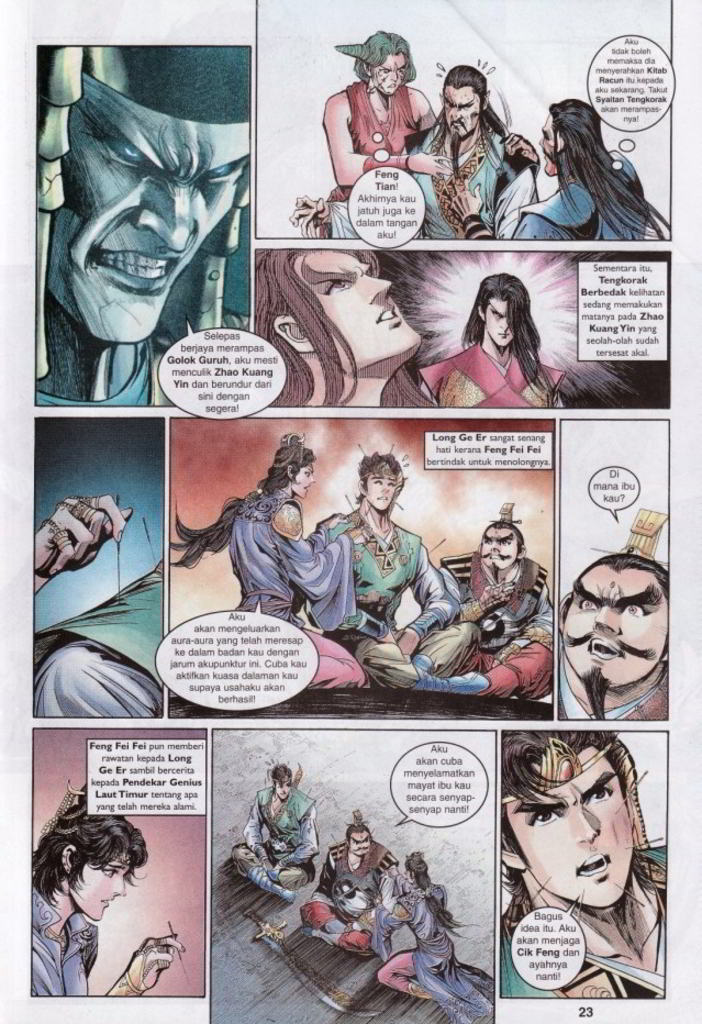 Aku
tidak boleh
memaksa dia
menyerahkan Kitab
Racun itu kepada
aku sekarang. Takut
Syaitan Tengkorak
akan merampas-
nya!
Feng
Tian!
Akhirnya kau
jatuh juga ke
dalam tangan
aku!
Selepas
berjaya merampas
Golok Guruh, aku mesti
menculik Zhao Kuang
Yin dan berundur dari
sini dengan
segera!
Sementara itu,
Tengkorak
Berbedak kelihatan
sedang memakukan
matanya pada Zhao
Kuang Yin yang
seolah-olah sudah
tersesat akal.
Long Ge Er sangat senang
hati kerana Feng Fei Fei
bertindak untuk menolongnya.
Aku
akan mengeluarkan
aura-aura yang telah meresap
ke dalam badan kau dengan
jarum akupunktur ini. Cuba kau
aktifkan kuasa dalaman kau
supaya usahaku akan
berhasil!
Di
mana ibu
kau?
Feng Fei Fei pun memberi
rawatan kepada Long
Ge Er sambil bercerita
kepada Pendekar Genius
Laut Timur tentang apa
yang telah mereka alami.
Aku
akan cuba
menyelamatkan
mayat ibu kau
secara senyap-
senyap nanti!
Bagus
idea itu. Aku
akan menjaga
Cik Feng dan
ayahnya
nanti!
23